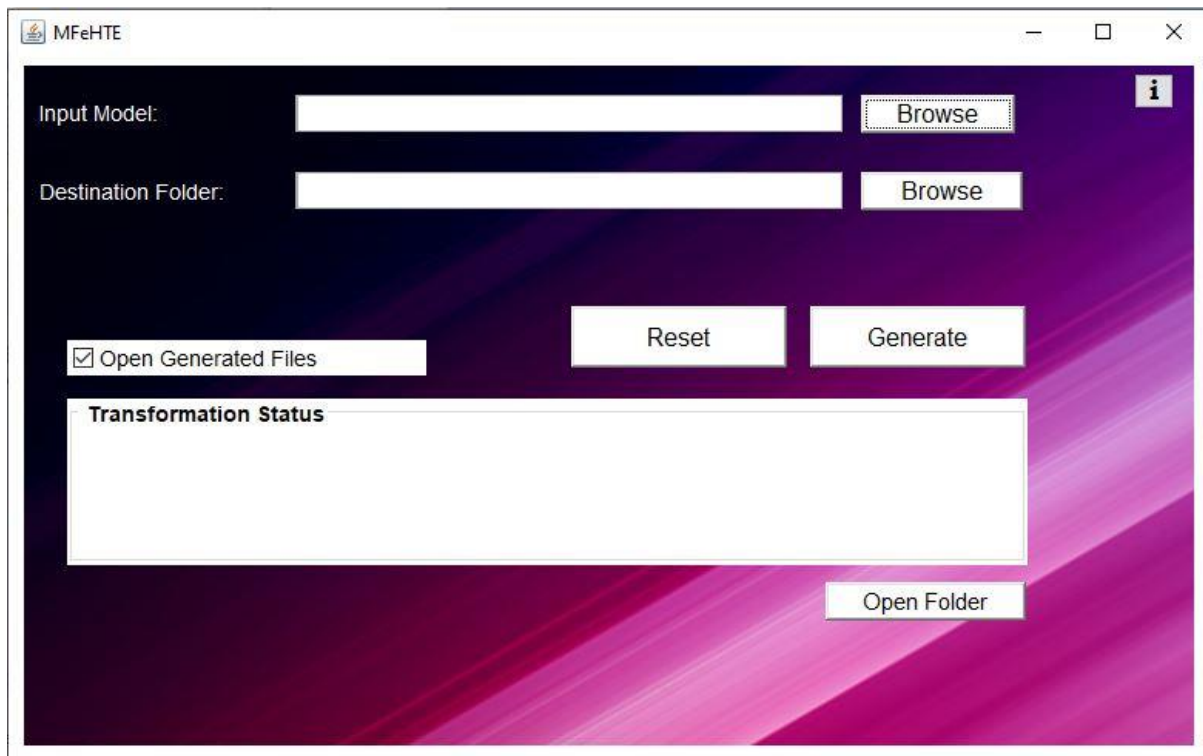 MFeHTE
i
Input Model:
Browse
Destination Folder:
Browse
Reset
Generate
Open Generated Files
Transformation Status
Open Folder